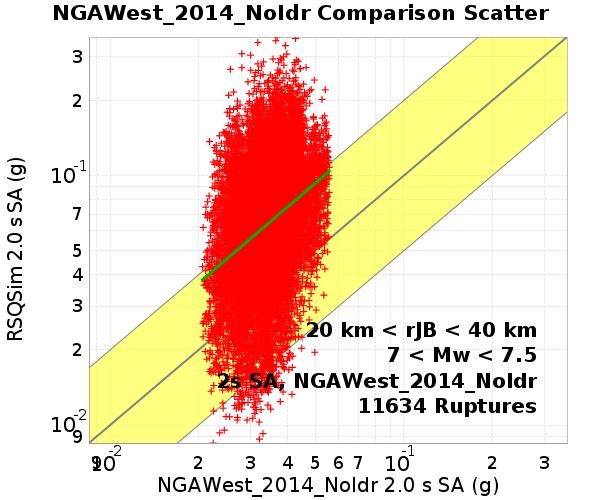 NGAWest_2014_NoIdr Comparison Scatter
RSQSim 2.0 s SA (g)
3
2
10-1
7
5
4
3
2
10-2
9
20 km < rJB < 40 km
7 < Mw < 7.5
2s SA, NGAWest_2014_NoIdr
11634 Ruptures
9 10-2 2 3 4 5 6 7 10-1 2 3
NGAWest_2014_NoIdr 2.0 s SA (g)